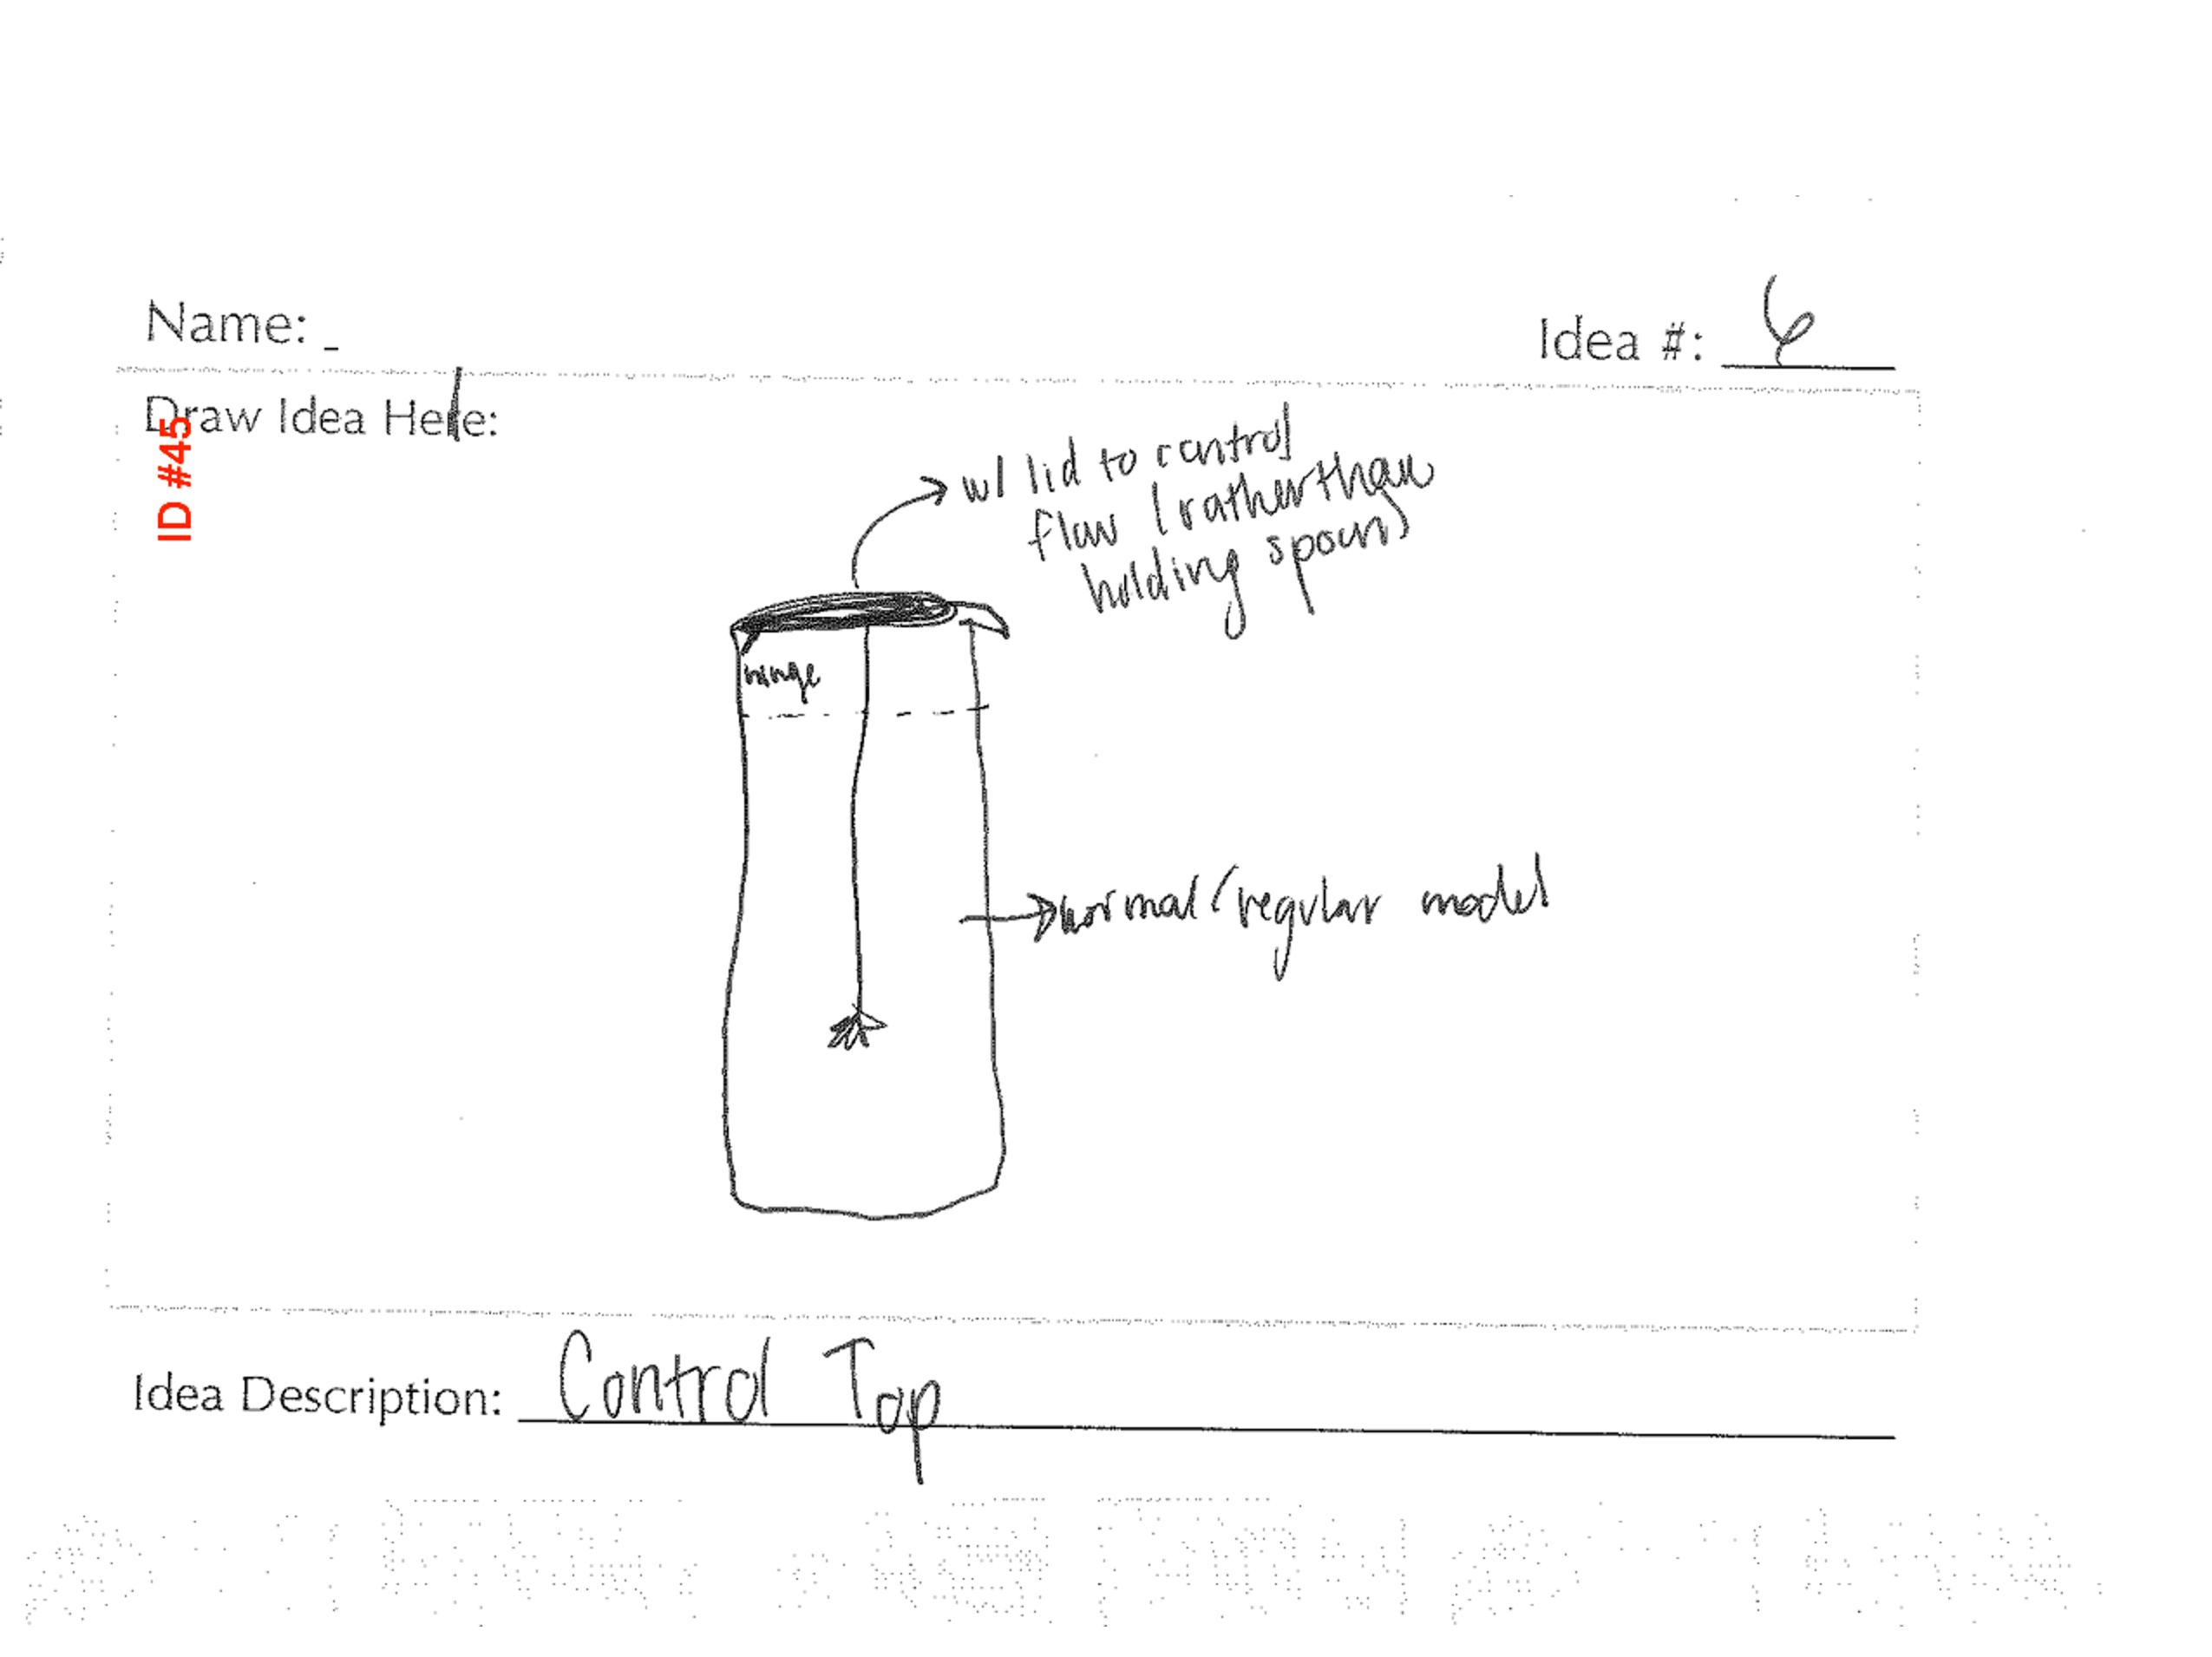 Name:
Idea #: 6
Draw Idea Here:
ID #45
w/ lid to control
flow (rather than
holding spoon)
hinge
normal/regular model
Idea Description: Control Top